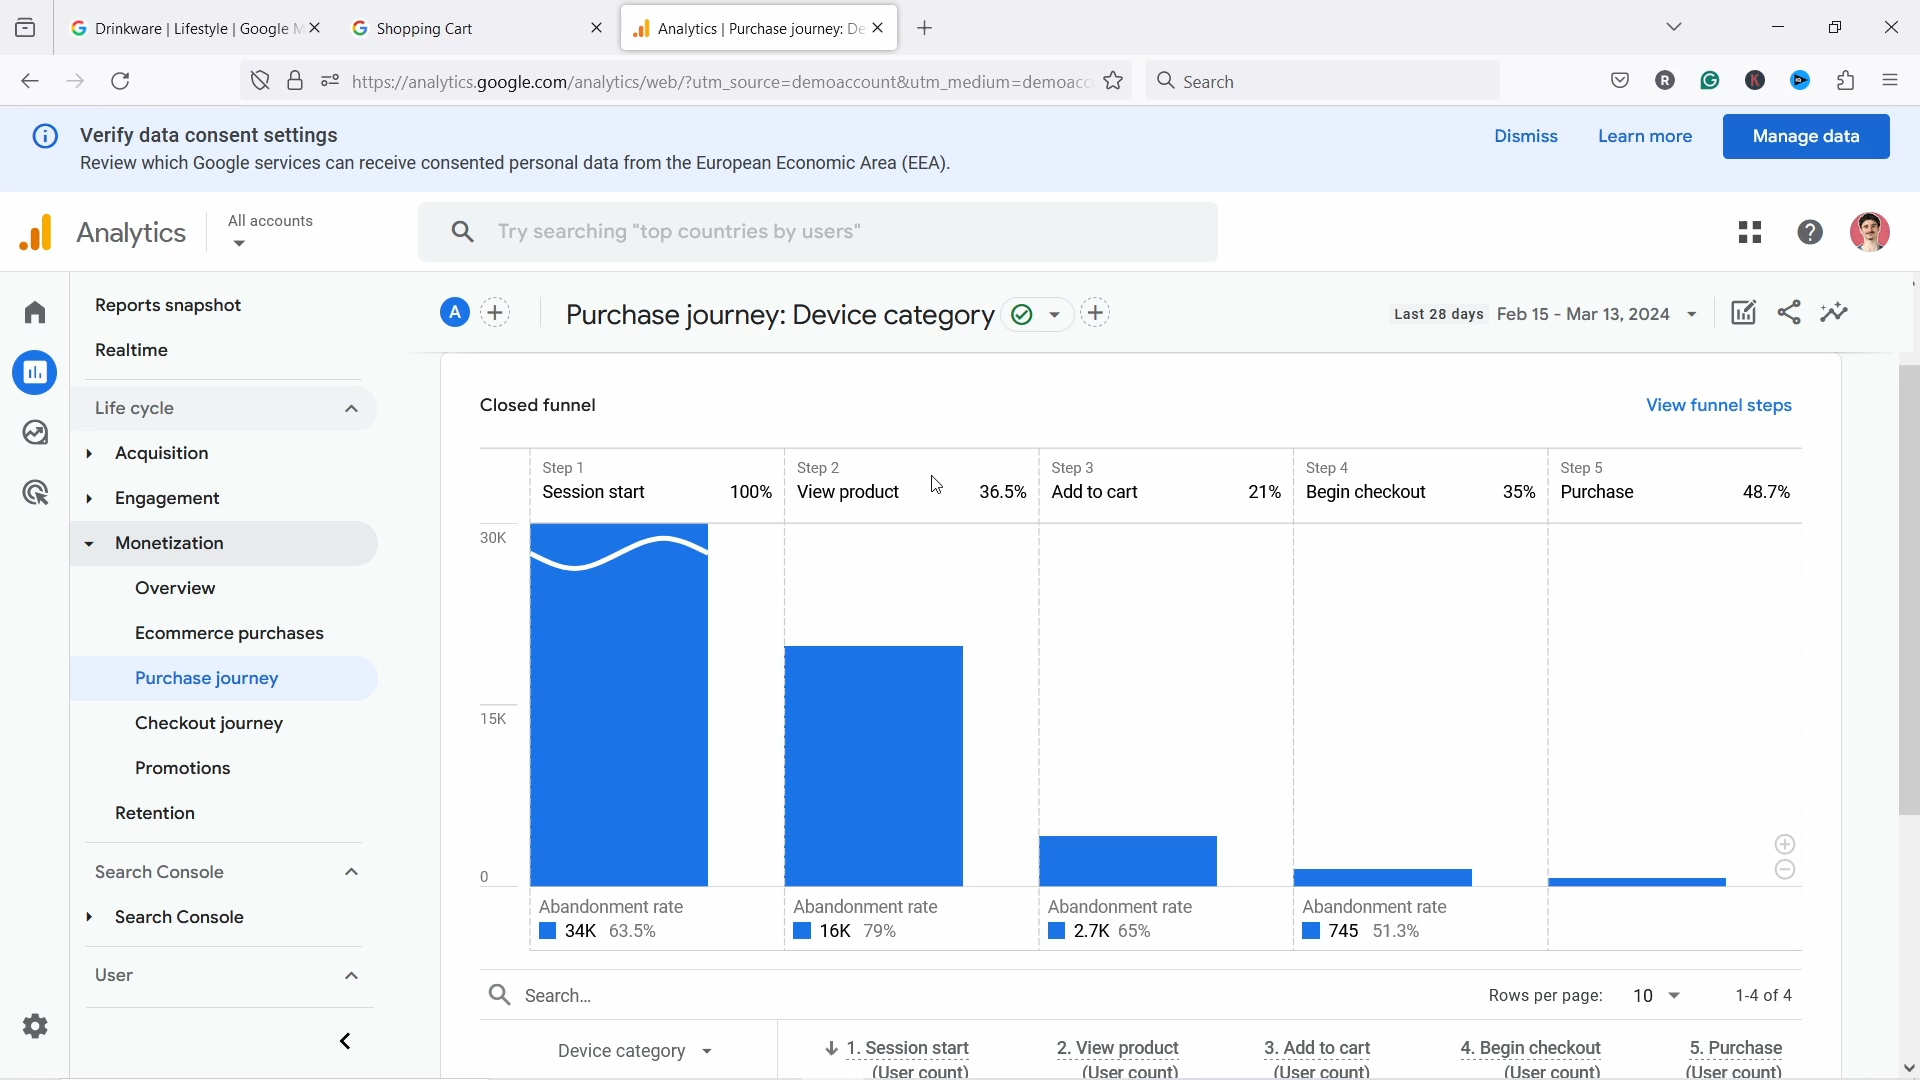 Drinkware | Lifestyle | Google M
Shopping Cart
Analytics | Purchase journey: De
https://analytics.google.com/analytics/web/?utm_source=demoaccount&utm_medium=demoacc
Search
Verify data consent settings
Review which Google services can receive consented personal data from the European Economic Area (EEA).
Dismiss
Learn more
Manage data
Analytics
All accounts
Try searching "top countries by users"
Reports snapshot
Realtime
Life cycle
Acquisition
Engagement
Monetization
Overview
Ecommerce purchases
Purchase journey
Checkout journey
Promotions
Retention
Search Console
Search Console
User
A
Purchase journey: Device category
Last 28 days Feb 15 - Mar 13, 2024
Closed funnel
View funnel steps
Step 1
Session start 100%
Step 2
View product 36.5%
Step 3
Add to cart 21%
Step 4
Begin checkout 35%
Step 5
Purchase 48.7%
30K
15K
0
Abandonment rate
34K 63.5%
Abandonment rate
16K 79%
Abandonment rate
2.7K 65%
Abandonment rate
745 51.3%
Search...
Rows per page: 10
1-4 of 4
Device category
1. Session start
(User count)
2. View product
(User count)
3. Add to cart
(User count)
4. Begin checkout
(User count)
5. Purchase
(User count)